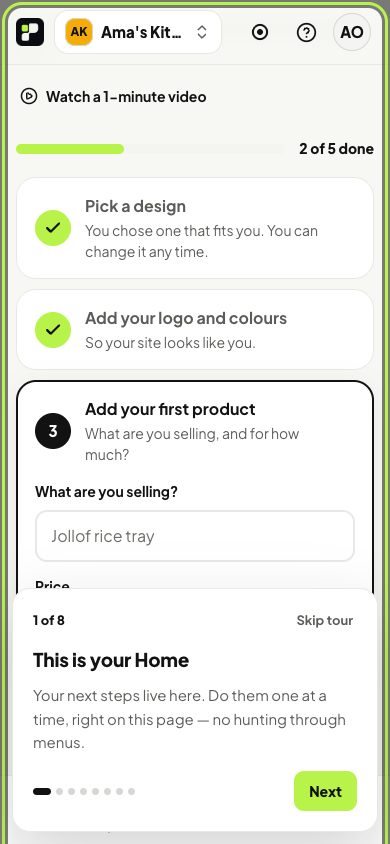 AK Ama's Kit... AO
Watch a 1-minute video
2 of 5 done
Pick a design
You chose one that fits you. You can
change it any time.
Add your logo and colours
So your site looks like you.
3
Add your first product
What are you selling, and for how
much?
What are you selling?
Jollof rice tray
Price
1 of 8 Skip tour
This is your Home
Your next steps live here. Do them one at a
time, right on this page — no hunting through
menus.
Next